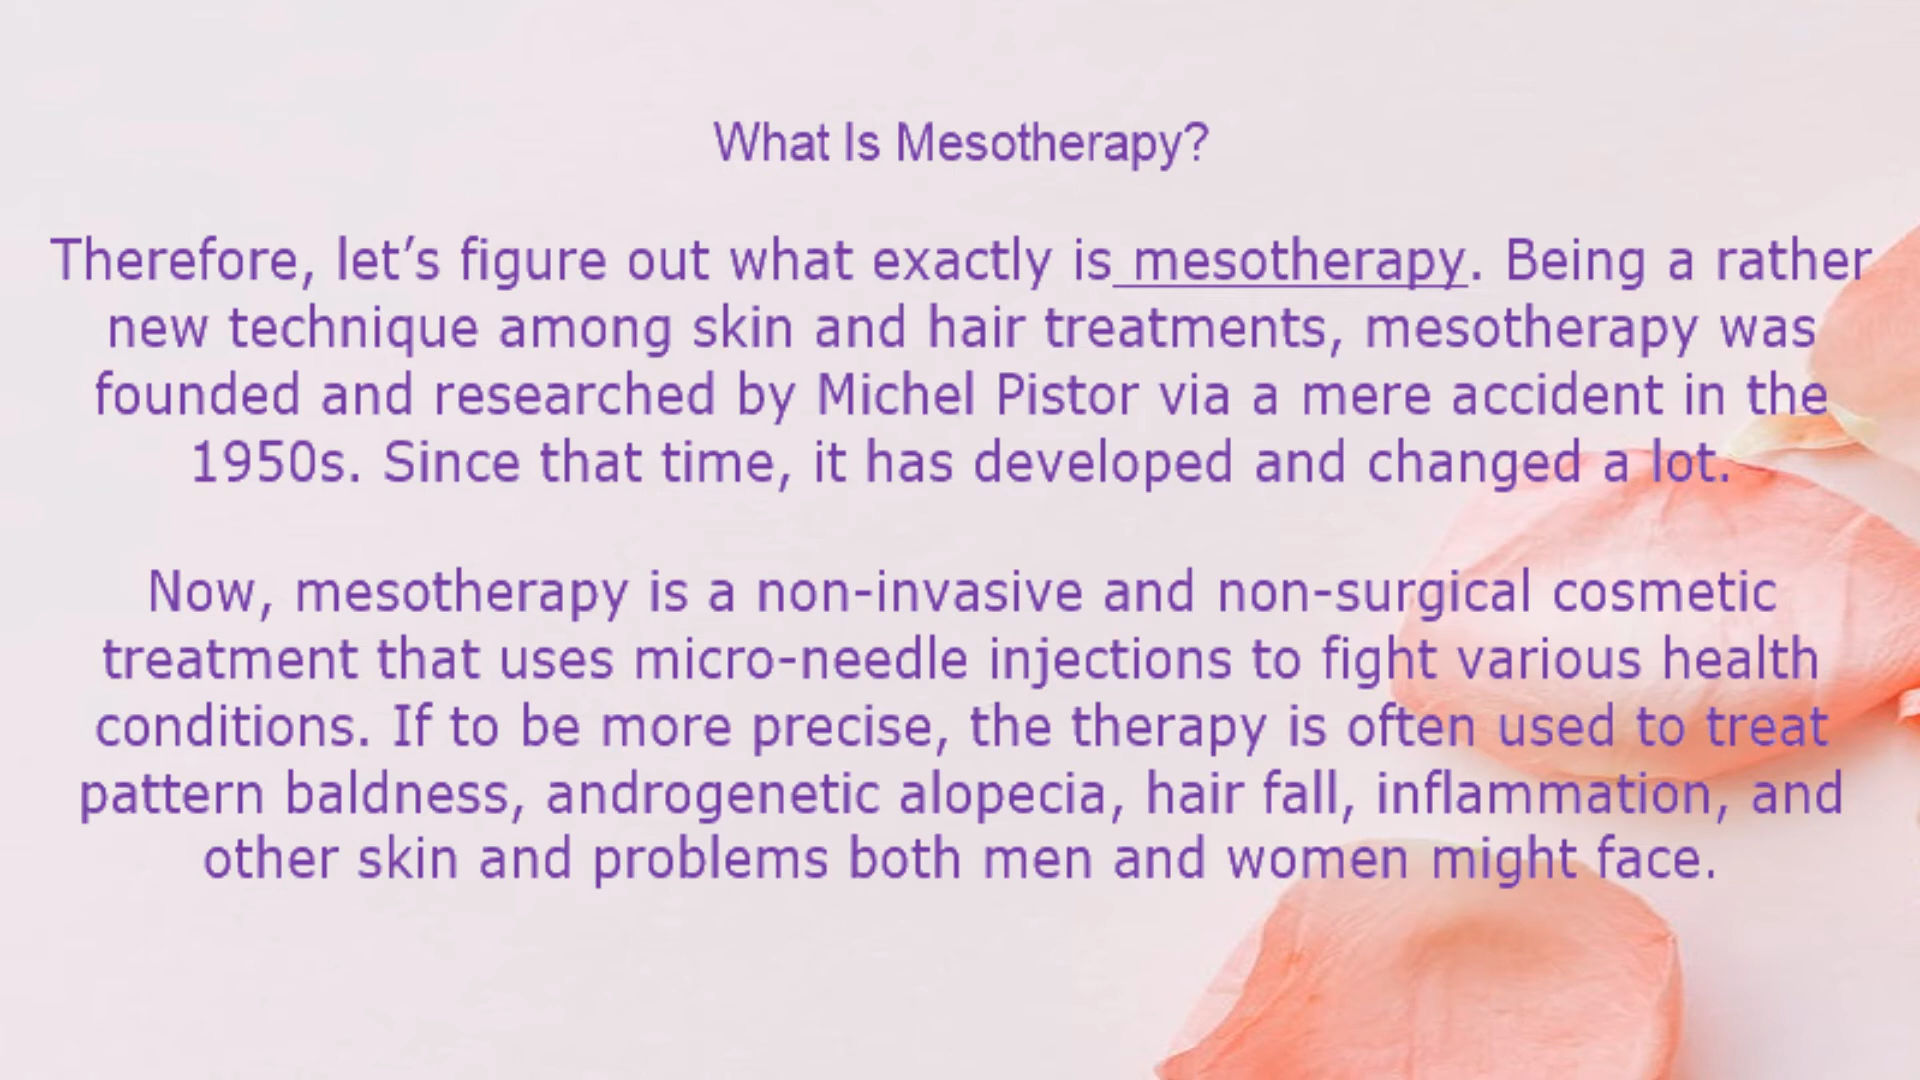 What Is Mesotherapy?
Therefore, let’s figure out what exactly is mesotherapy. Being a rather
new technique among skin and hair treatments, mesotherapy was
founded and researched by Michel Pistor via a mere accident in the
1950s. Since that time, it has developed and changed a lot.
Now, mesotherapy is a non-invasive and non-surgical cosmetic
treatment that uses micro-needle injections to fight various health
conditions. If to be more precise, the therapy is often used to treat
pattern baldness, androgenetic alopecia, hair fall, inflammation, and
other skin and problems both men and women might face.